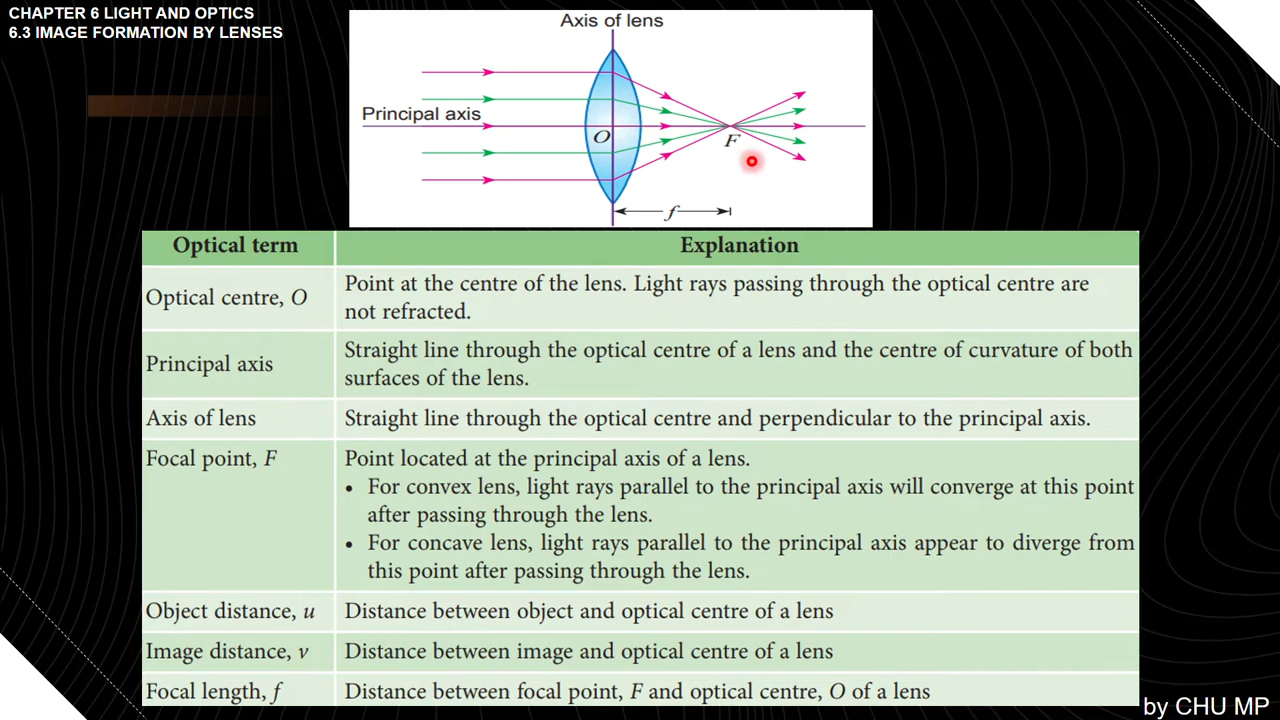 CHAPTER 6 LIGHT AND OPTICS
6.3 IMAGE FORMATION BY LENSES
Axis of lens
Principal axis
O
F
f
Optical term Explanation
Optical centre, O
Point at the centre of the lens. Light rays passing through the optical centre are
not refracted.
Principal axis
Straight line through the optical centre of a lens and the centre of curvature of both
surfaces of the lens.
Axis of lens
Straight line through the optical centre and perpendicular to the principal axis.
Focal point, F
Point located at the principal axis of a lens.
• For convex lens, light rays parallel to the principal axis will converge at this point
after passing through the lens.
• For concave lens, light rays parallel to the principal axis appear to diverge from
this point after passing through the lens.
Object distance, u
Distance between object and optical centre of a lens
Image distance, v
Distance between image and optical centre of a lens
Focal length, f
Distance between focal point, F and optical centre, O of a lens
by CHU MP